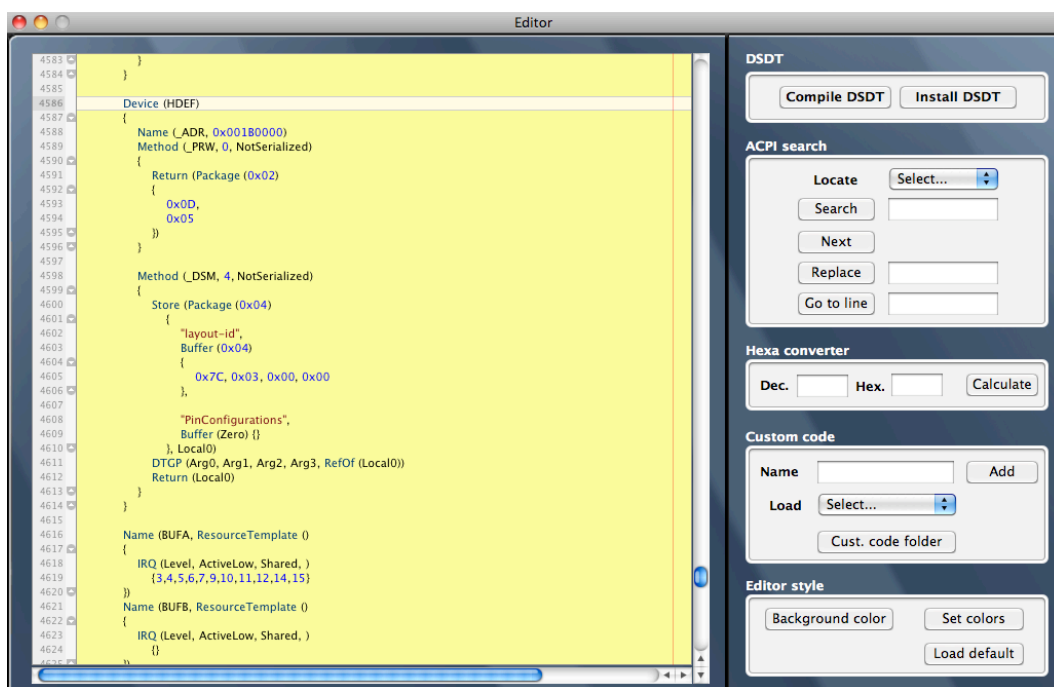 Editor
4583 }
4584 }
4585
4586 Device (HDEF)
4587 {
4588 Name (_ADR, 0x001B0000)
4589 Method (_PRW, 0, NotSerialized)
4590 {
4591 Return (Package (0x02)
4592 {
4593 0x0D,
4594 0x05
4595 })
4596 }
4597
4598 Method (_DSM, 4, NotSerialized)
4599 {
4600 Store (Package (0x04)
4601 {
4602 "layout-id",
4603 Buffer (0x04)
4604 {
4605 0x7C, 0x03, 0x00, 0x00
4606 },
4607
4608 "PinConfigurations",
4609 Buffer (Zero) {}
4610 }, Local0)
4611 DTGP (Arg0, Arg1, Arg2, Arg3, RefOf (Local0))
4612 Return (Local0)
4613 }
4614 }
4615
4616 Name (BUFA, ResourceTemplate ()
4617 {
4618 IRQ (Level, ActiveLow, Shared, )
4619 {3,4,5,6,7,9,10,11,12,14,15}
4620 })
4621 Name (BUFB, ResourceTemplate ()
4622 {
4623 IRQ (Level, ActiveLow, Shared, )
4624 {}
4625 })
DSDT
Compile DSDT Install DSDT
ACPI search
Locate Select...
Search
Next
Replace
Go to line
Hexa converter
Dec. Hex. Calculate
Custom code
Name Add
Load Select...
Cust. code folder
Editor style
Background color Set colors
Load default